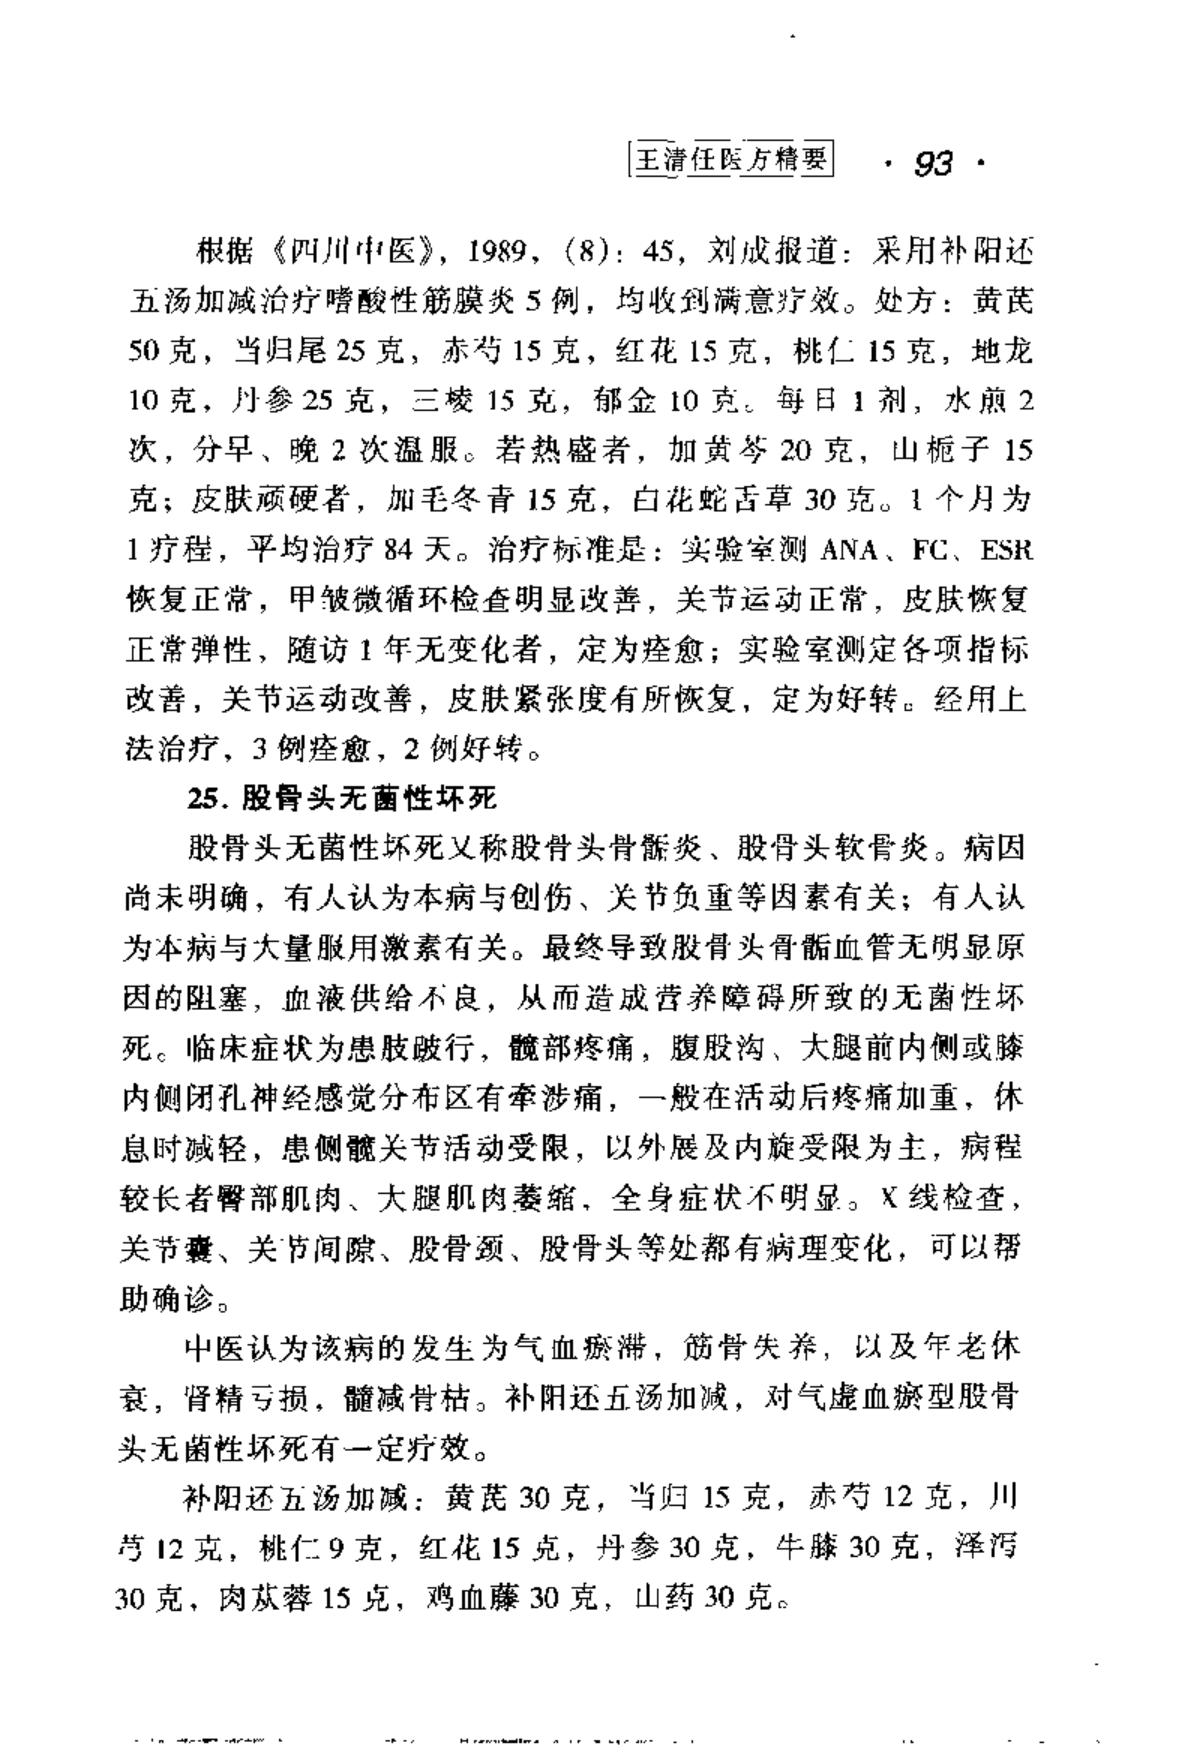 王清任医方精要 · 93 ·
根据《四川中医》，1989，（8）：45，刘成报道：采用补阳还
五汤加减治疗嗜酸性筋膜炎 5 例，均收到满意疗效。处方：黄芪
50 克，当归尾 25 克，赤芍 15 克，红花 15 克，桃仁 15 克，地龙
10 克，丹参 25 克，三棱 15 克，郁金 10 克。每日 1 剂，水煎 2
次，分早、晚 2 次温服。若热盛者，加黄芩 20 克，山栀子 15
克；皮肤顽硬者，加毛冬青 15 克，白花蛇舌草 30 克。1 个月为
1 疗程，平均治疗 84 天。治疗标准是：实验室测 ANA、FC、ESR
恢复正常，甲皱微循环检查明显改善，关节运动正常，皮肤恢复
正常弹性，随访 1 年无变化者，定为痊愈；实验室测定各项指标
改善，关节运动改善，皮肤紧张度有所恢复，定为好转。经用上
法治疗，3 例痊愈，2 例好转。
25. 股骨头无菌性坏死
股骨头无菌性坏死又称股骨头骨骺炎、股骨头软骨炎。病因
尚未明确，有人认为本病与创伤、关节负重等因素有关；有人认
为本病与大量服用激素有关。最终导致股骨头骨骺血管无明显原
因的阻塞，血液供给不良，从而造成营养障碍所致的无菌性坏
死。临床症状为患肢跛行，髋部疼痛，腹股沟、大腿前内侧或膝
内侧闭孔神经感觉分布区有牵涉痛，一般在活动后疼痛加重，休
息时减轻，患侧髋关节活动受限，以外展及内旋受限为主，病程
较长者臀部肌肉、大腿肌肉萎缩，全身症状不明显。X 线检查，
关节囊、关节间隙、股骨颈、股骨头等处都有病理变化，可以帮
助确诊。
中医认为该病的发生为气血瘀滞，筋骨失养，以及年老体
衰，肾精亏损，髓减骨枯。补阳还五汤加减，对气虚血瘀型股骨
头无菌性坏死有一定疗效。
补阳还五汤加减：黄芪 30 克，当归 15 克，赤芍 12 克，川
芎 12 克，桃仁 9 克，红花 15 克，丹参 30 克，牛膝 30 克，泽泻
30 克，肉苁蓉 15 克，鸡血藤 30 克，山药 30 克。